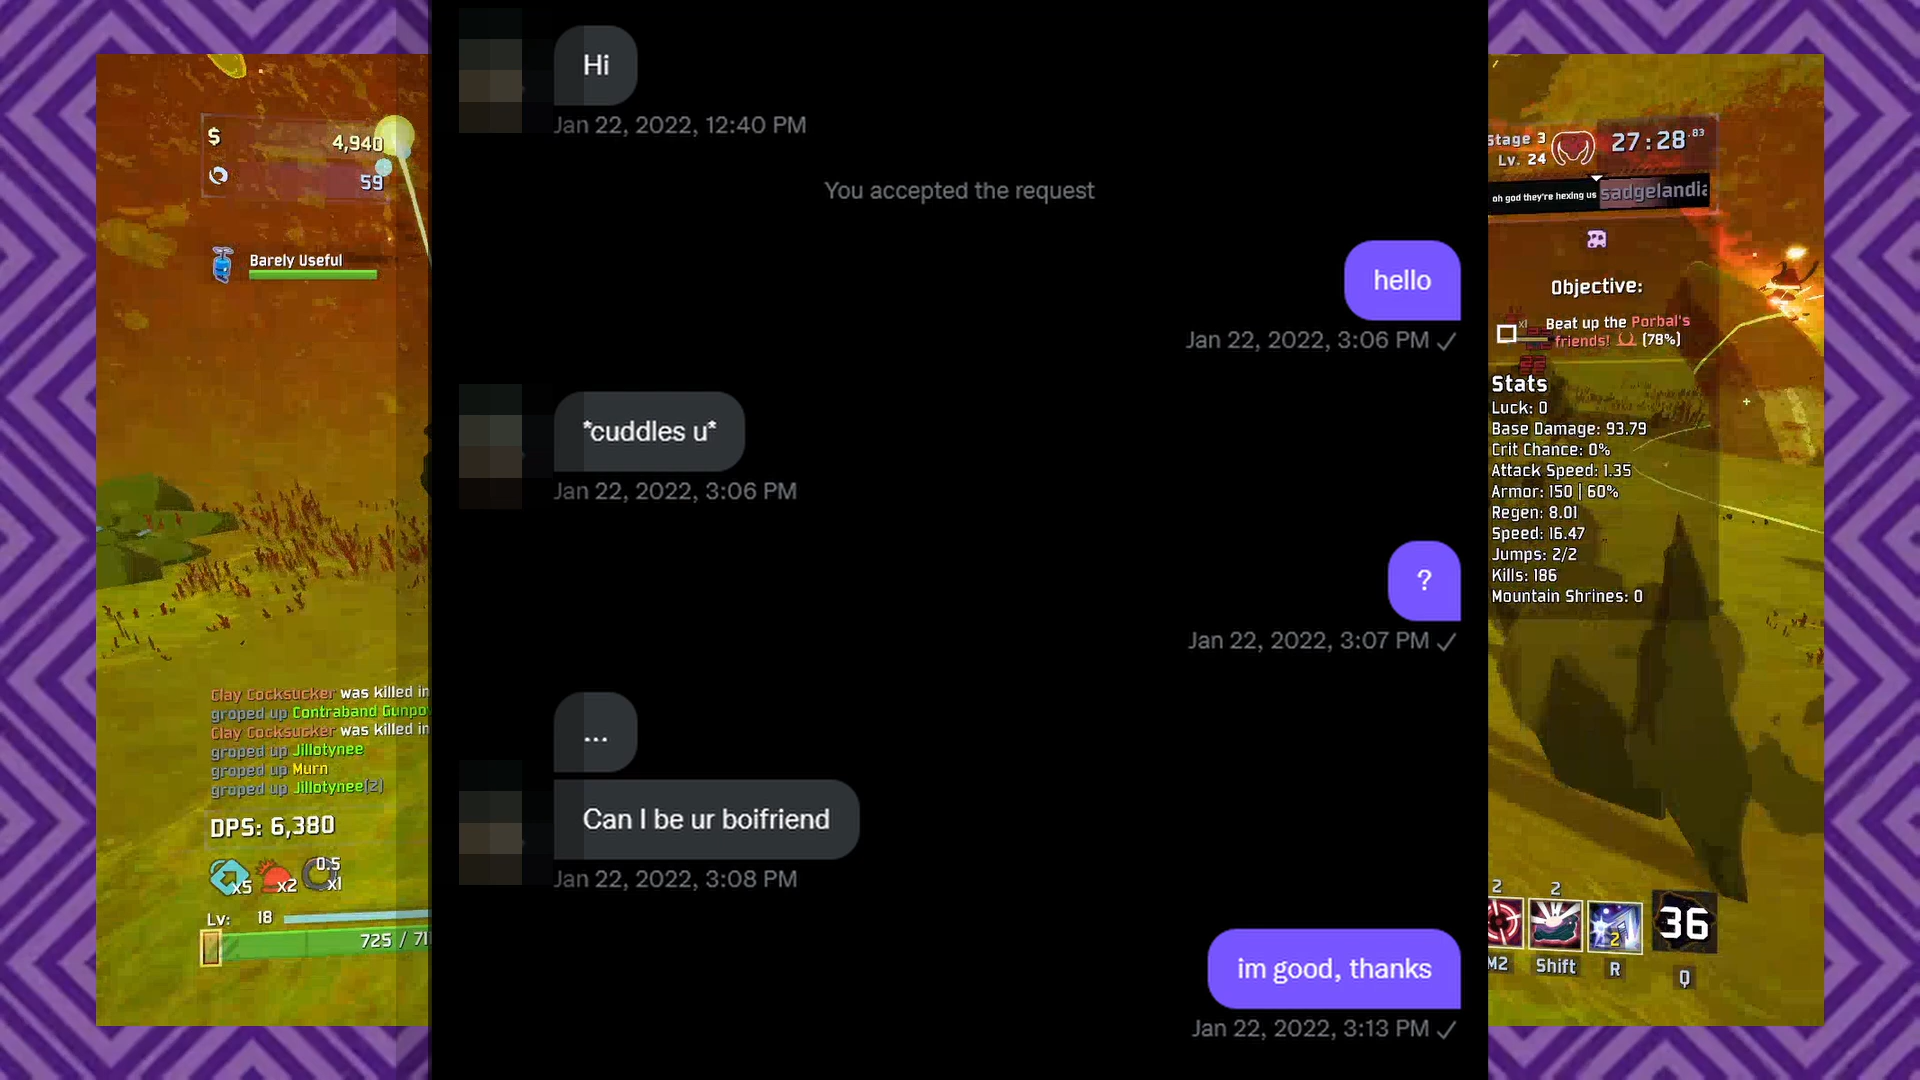 Hi
Jan 22, 2022, 12:40 PM
You accepted the request
hello
Jan 22, 2022, 3:06 PM
*cuddles u*
Jan 22, 2022, 3:06 PM
?
Jan 22, 2022, 3:07 PM
...
Can I be ur boifriend
Jan 22, 2022, 3:08 PM
im good, thanks
Jan 22, 2022, 3:13 PM
$ 4,940
59
Barely Useful
Clay Cocksucker was killed in
groped up Contraband Gunpo
Clay Cocksucker was killed in
groped up Jillotynee
groped up Murn
groped up Jillotynee(2)
DPS: 6,380
x5 x2 0.5 x1
Lv: 18
725 / 71
Stage 3
Lv. 24
27:28.83
oh god they're hexing us sadgelandia
Objective:
Beat up the Porbal's
friends! (78%)
Stats
Luck: 0
Base Damage: 93.79
Crit Chance: 0%
Attack Speed: 1.35
Armor: 150 | 60%
Regen: 8.01
Speed: 16.47
Jumps: 2/2
Kills: 186
Mountain Shrines: 0
2 2
2 36
M2 Shift R Q